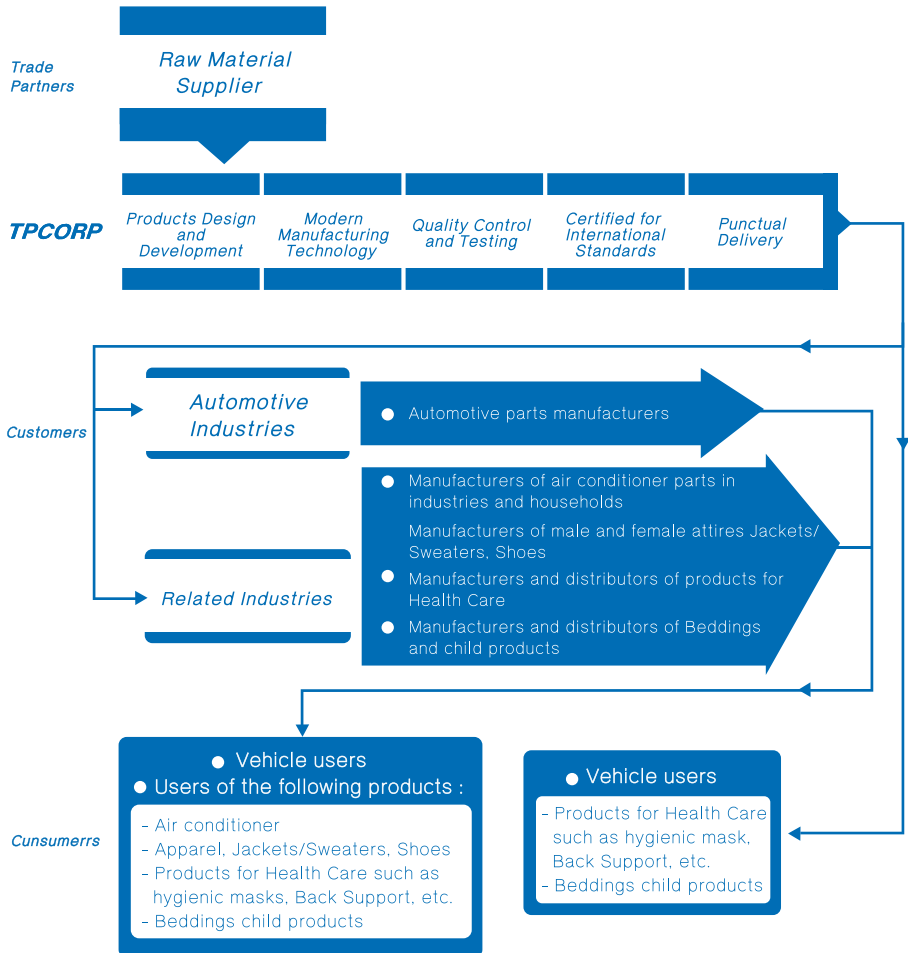 Trade
Partners
Raw Material
Supplier
TPCORP
Products Design
and
Development
Modern
Manufacturing
Technology
Quality Control
and Testing
Certified for
International
Standards
Punctual
Delivery
Customers
Automotive
Industries
● Automotive parts manufacturers
Related Industries
● Manufacturers of air conditioner parts in
industries and households
Manufacturers of male and female attires Jackets/
Sweaters, Shoes
● Manufacturers and distributors of products for
Health Care
● Manufacturers and distributors of Beddings
and child products
Cunsumerrs
● Vehicle users
● Users of the following products :
- Air conditioner
- Apparel, Jackets/Sweaters, Shoes
- Products for Health Care such as
hygienic masks, Back Support, etc.
- Beddings child products
● Vehicle users
- Products for Health Care
such as hygienic mask,
Back Support, etc.
- Beddings child products